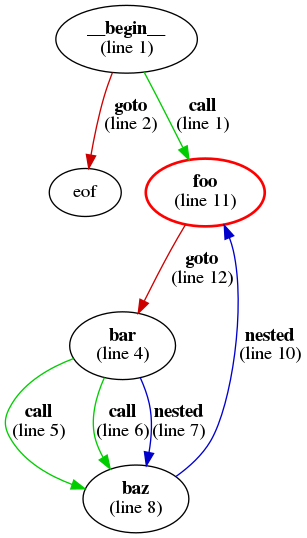 __begin__
(line 1)
goto
(line 2)
call
(line 1)
eof
foo
(line 11)
goto
(line 12)
bar
(line 4)
nested
(line 10)
call
(line 5)
call
(line 6)
nested
(line 7)
baz
(line 8)